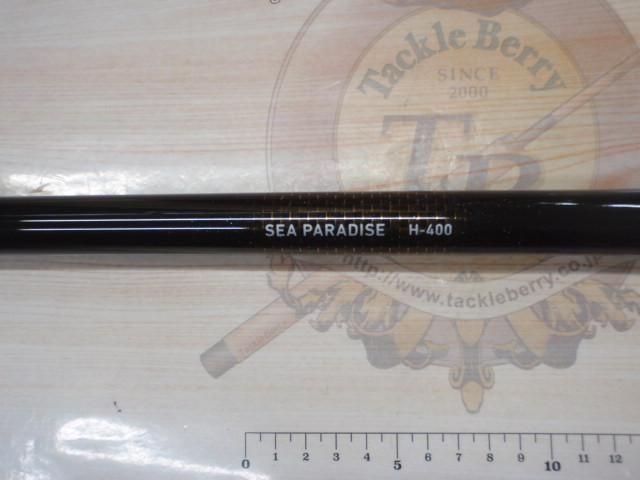 Tackle Berry
SINCE
2000
TB
SEA PARADISE H-400
http://www.tackleberry.co.jp
Tackleberry
0 1 2 3 4 5 6 7 8 9 10 11 12